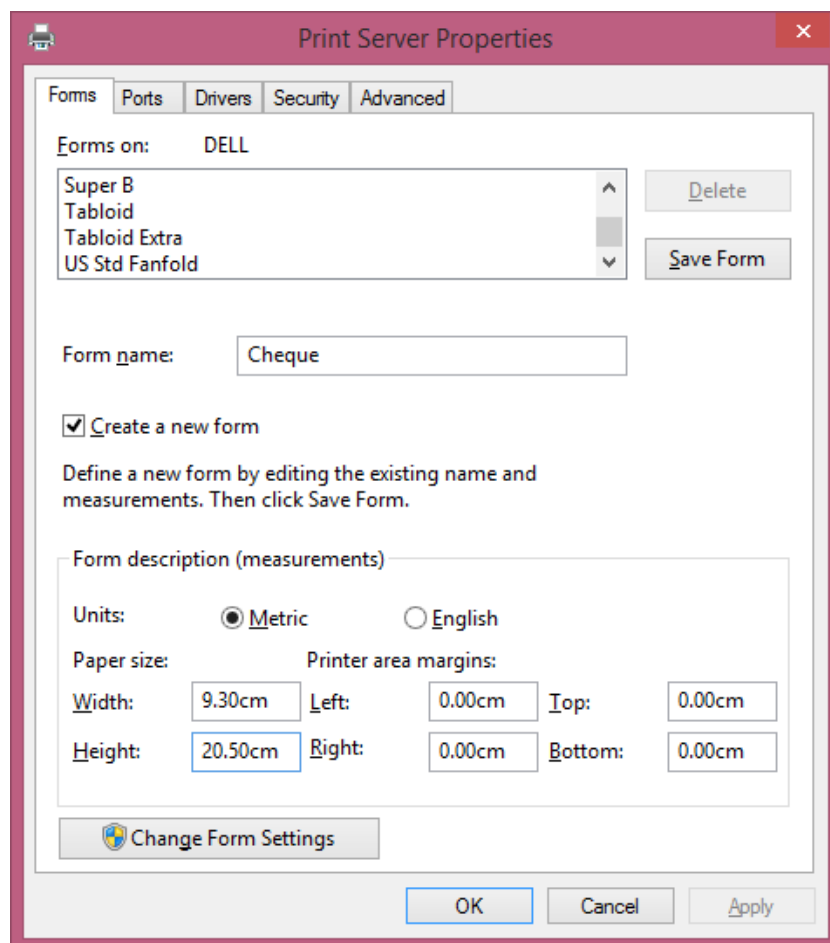 Print Server Properties
Forms Ports Drivers Security Advanced
Forms on: DELL
Super B
Tabloid
Tabloid Extra
US Std Fanfold
Delete
Save Form
Form name: Cheque
Create a new form
Define a new form by editing the existing name and
measurements. Then click Save Form.
Form description (measurements)
Units: Metric English
Paper size: Printer area margins:
Width: 9.30cm Left: 0.00cm Top: 0.00cm
Height: 20.50cm Right: 0.00cm Bottom: 0.00cm
Change Form Settings
OK Cancel Apply